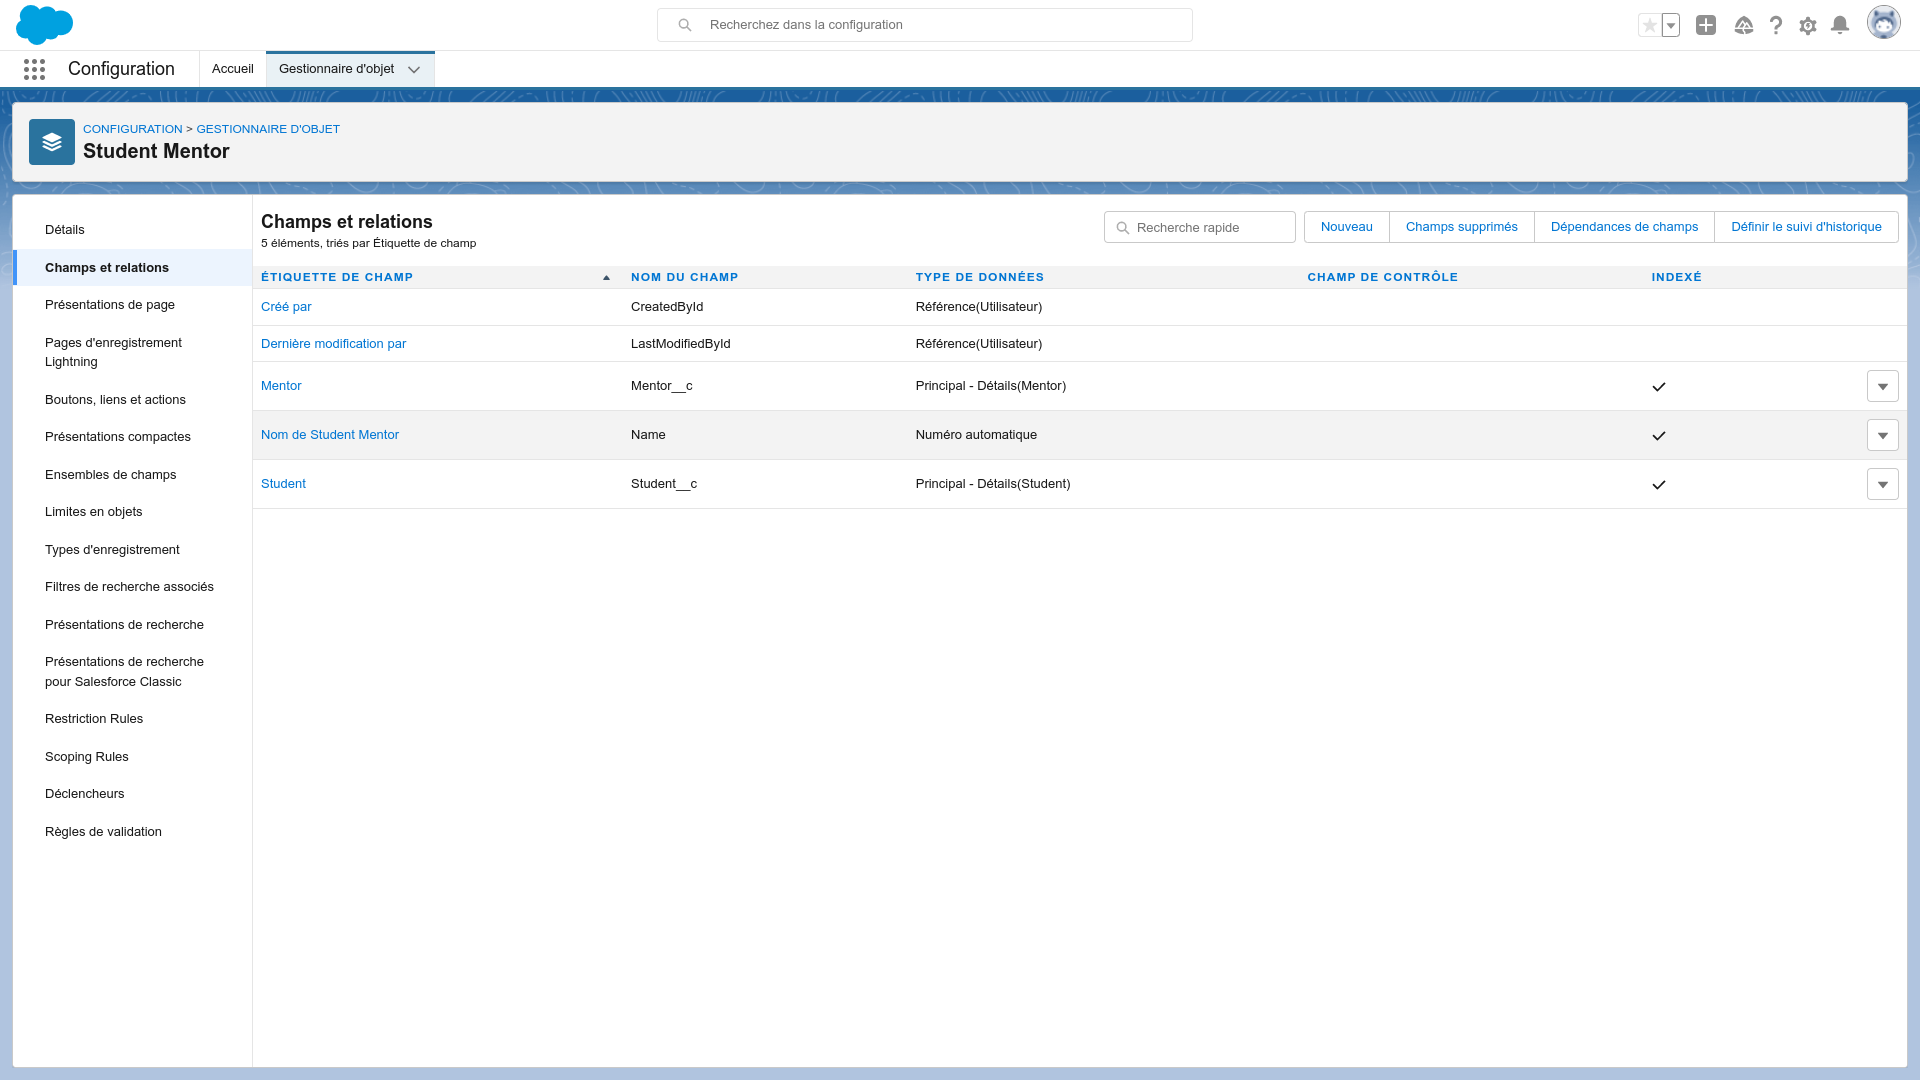 Recherchez dans la configuration
Configuration
Accueil
Gestionnaire d'objet
CONFIGURATION > GESTIONNAIRE D'OBJET
Student Mentor
Détails
Champs et relations
Présentations de page
Pages d'enregistrement
Lightning
Boutons, liens et actions
Présentations compactes
Ensembles de champs
Limites en objets
Types d'enregistrement
Filtres de recherche associés
Présentations de recherche
Présentations de recherche
pour Salesforce Classic
Restriction Rules
Scoping Rules
Déclencheurs
Règles de validation
Champs et relations
5 éléments, triés par Étiquette de champ
Recherche rapide
Nouveau
Champs supprimés
Dépendances de champs
Définir le suivi d'historique
ÉTIQUETTE DE CHAMP NOM DU CHAMP TYPE DE DONNÉES CHAMP DE CONTRÔLE INDEXÉ
Créé par CreatedById Référence(Utilisateur)
Dernière modification par LastModifiedById Référence(Utilisateur)
Mentor Mentor__c Principal - Détails(Mentor)
Nom de Student Mentor Name Numéro automatique
Student Student__c Principal - Détails(Student)